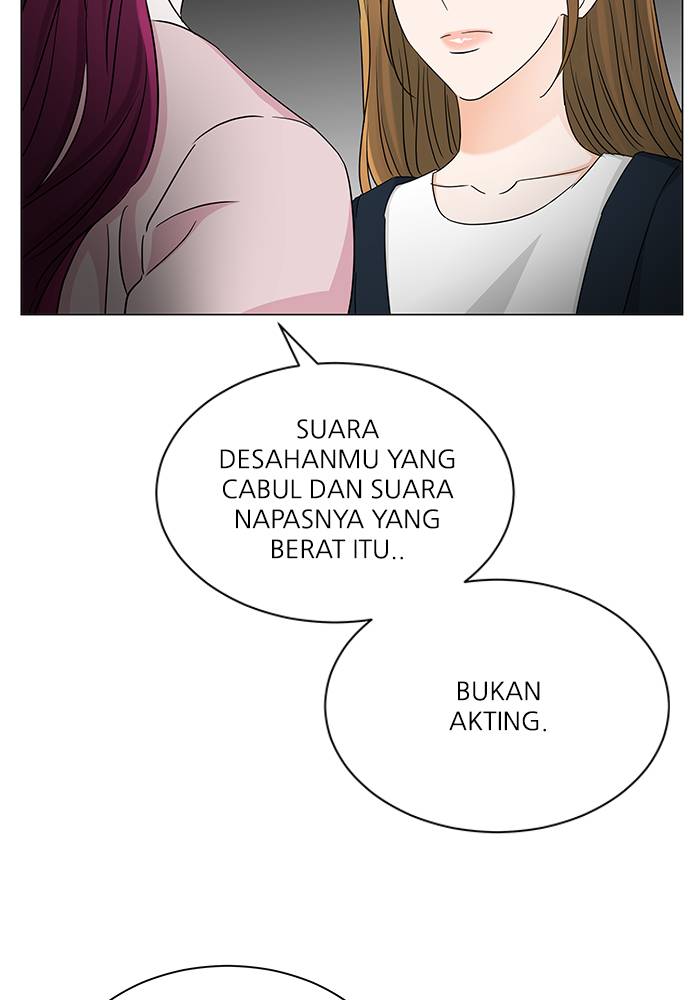 SUARA
DESAHANMU YANG
CABUL DAN SUARA
NAPASNYA YANG
BERAT ITU..
BUKAN
AKTING.